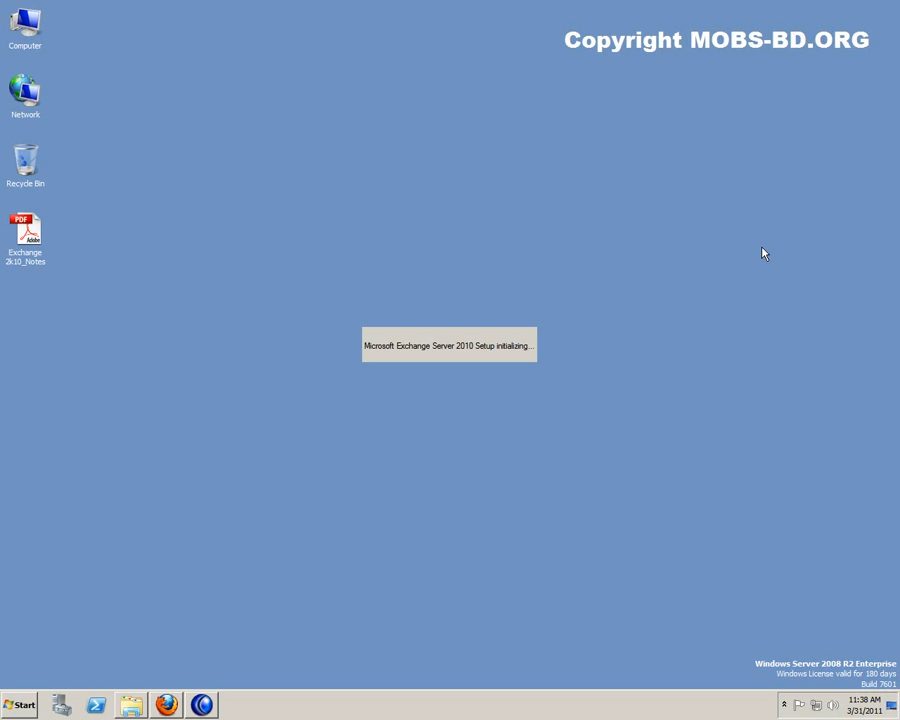 Copyright MOBS-BD.ORG
Computer
Network
Recycle Bin
PDF
Adobe
Exchange
2k10_Notes
Microsoft Exchange Server 2010 Setup initializing...
Windows Server 2008 R2 Enterprise
Windows License valid for 180 days
Build 7601
Start
11:38 AM
3/31/2011